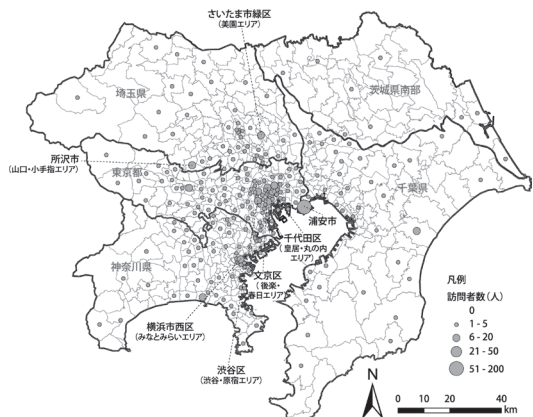 さいたま市緑区
(美園エリア)
埼玉県
茨城県南部
所沢市
(山口・小手指エリア)
東京都
千葉県
浦安市
千代田区
(皇居・丸の内
エリア)
神奈川県
文京区
(後楽・
春日エリア)
横浜市西区
(みなとみらいエリア)
渋谷区
(渋谷・原宿エリア)
凡例
訪問者数(人)
0
1 - 5
6 - 20
21 - 50
51 - 200
N
0 10 20 40
km